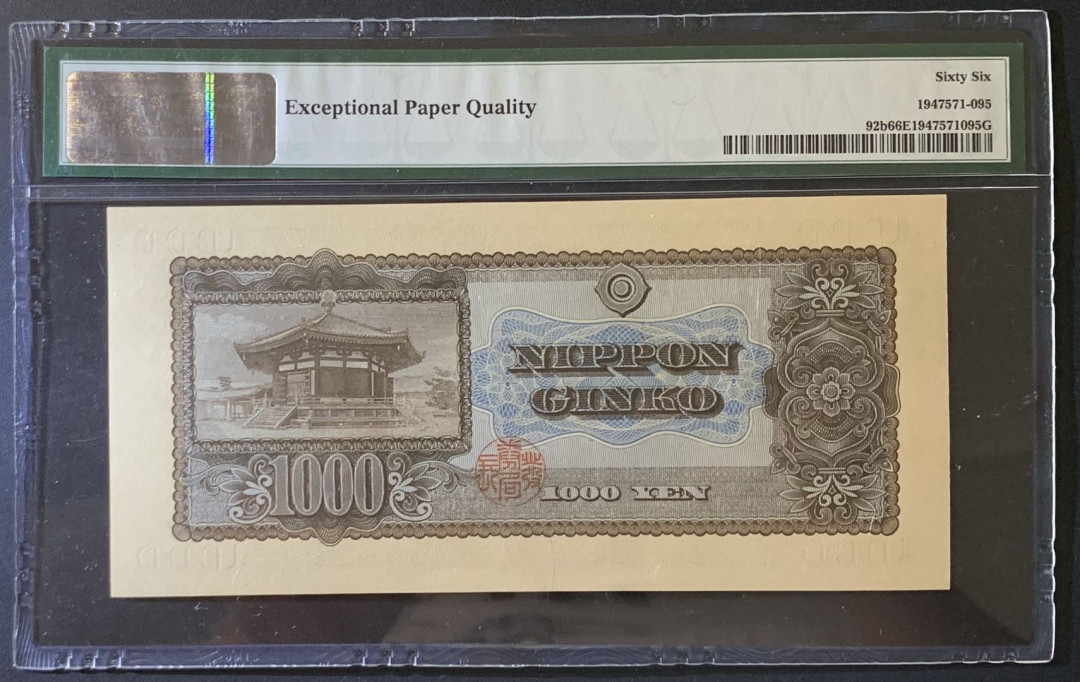 Sixty Six
Exceptional Paper Quality
1947571-095
92b66E1947571095G
NIPPON
GINKO
1000
1000 YEN